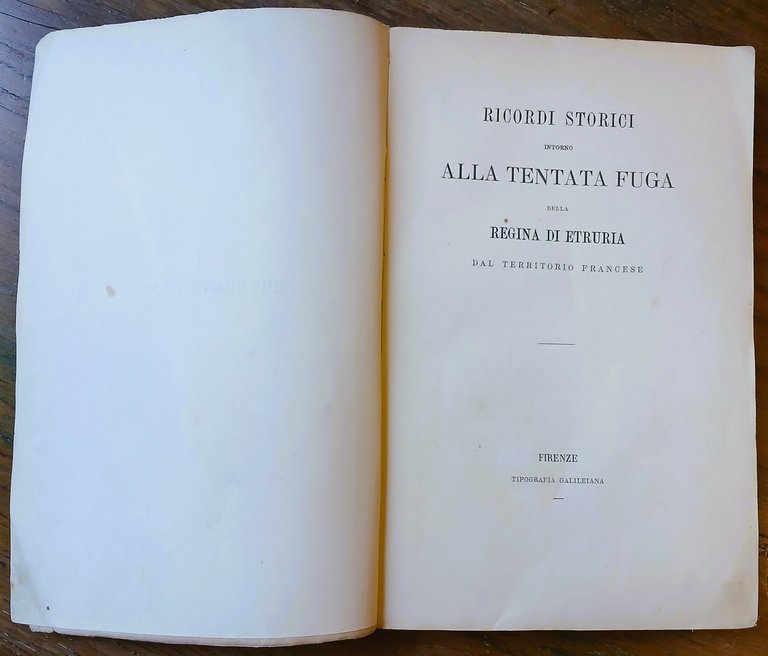 RICORDI STORICI
INTORNO
ALLA TENTATA FUGA
DELLA
REGINA DI ETRURIA
DAL TERRITORIO FRANCESE
FIRENZE
TIPOGRAFIA GALILEIANA